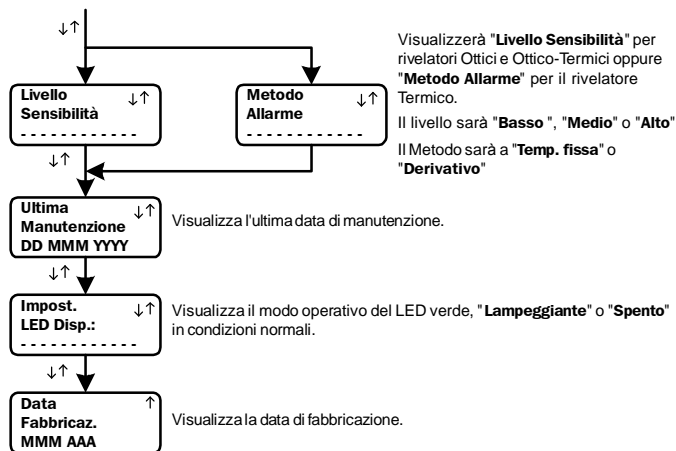 ↓↑
Visualizzerà "Livello Sensibilità" per
rivelatori Ottici e Ottico-Termici oppure
"Metodo Allarme" per il rivelatore
Termico.
Il livello sarà "Basso ", "Medio" o "Alto"
Il Metodo sarà a "Temp. fissa" o
"Derivativo"
Livello ↓↑
Sensibilità
- - - - - - - - - - - -
Metodo ↓↑
Allarme
- - - - - - - - - - - -
↓↑
Ultima ↓↑
Manutenzione
DD MMM YYYY
Visualizza l'ultima data di manutenzione.
↓↑
Impost. ↓↑
LED Disp.:
- - - - - - - - - - - -
Visualizza il modo operativo del LED verde, "Lampeggiante" o "Spento"
in condizioni normali.
↓↑
Data ↑
Fabbricaz.
MMM AAA
Visualizza la data di fabbricazione.